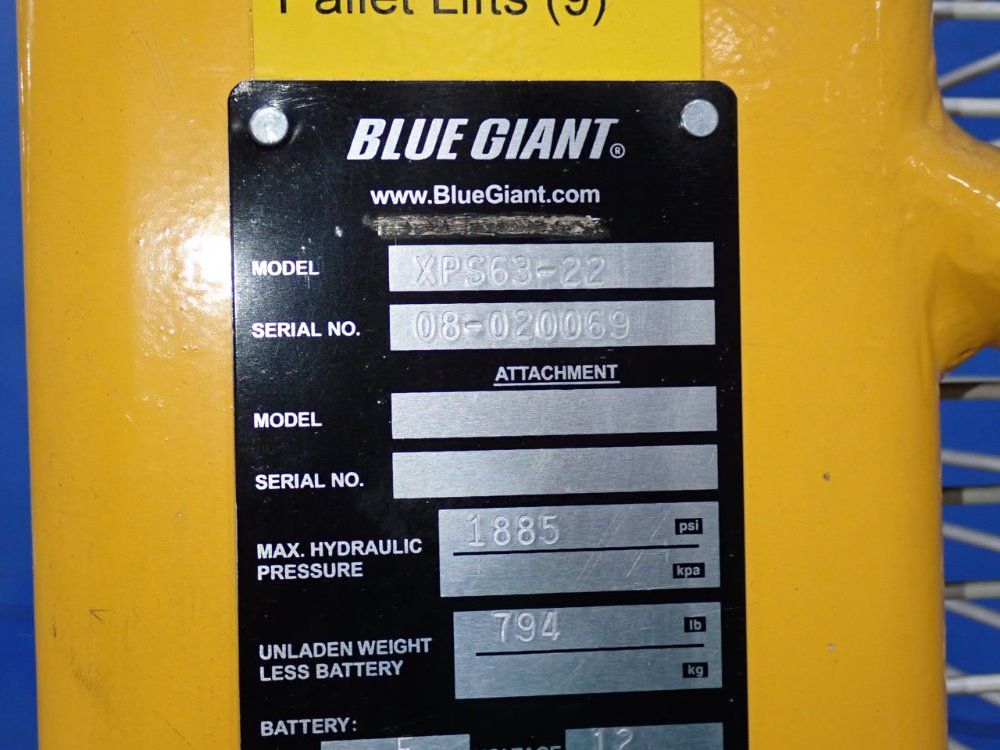 Pallet Lifts (9)
BLUE GIANT®
www.BlueGiant.com
MODEL XPS63-22
SERIAL NO. 08-020069
ATTACHMENT
MODEL
SERIAL NO.
MAX. HYDRAULIC PRESSURE 1885 psi
kpa
UNLADEN WEIGHT LESS BATTERY 794 lb
kg
BATTERY:
12